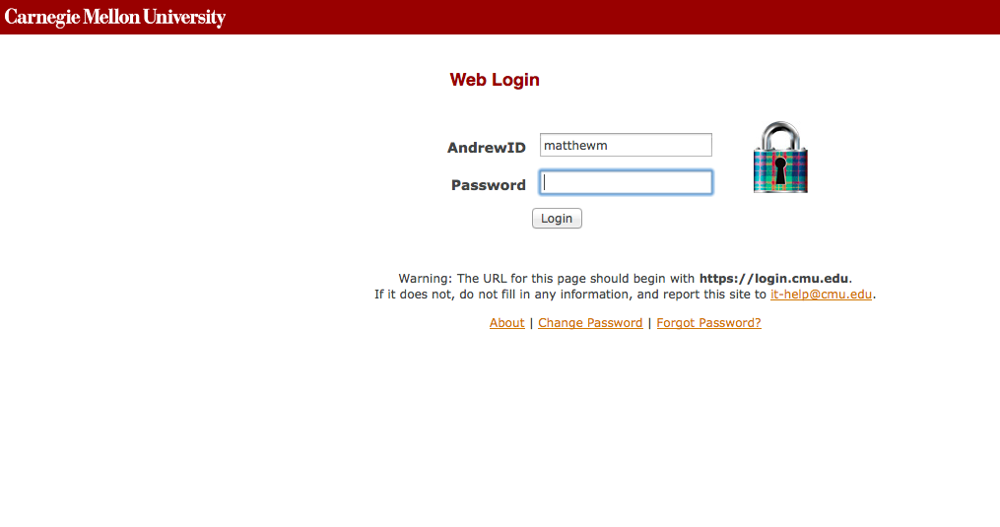 Carnegie Mellon University
Web Login
AndrewID matthewm
Password
Login
Warning: The URL for this page should begin with https://login.cmu.edu.
If it does not, do not fill in any information, and report this site to it-help@cmu.edu.
About | Change Password | Forgot Password?